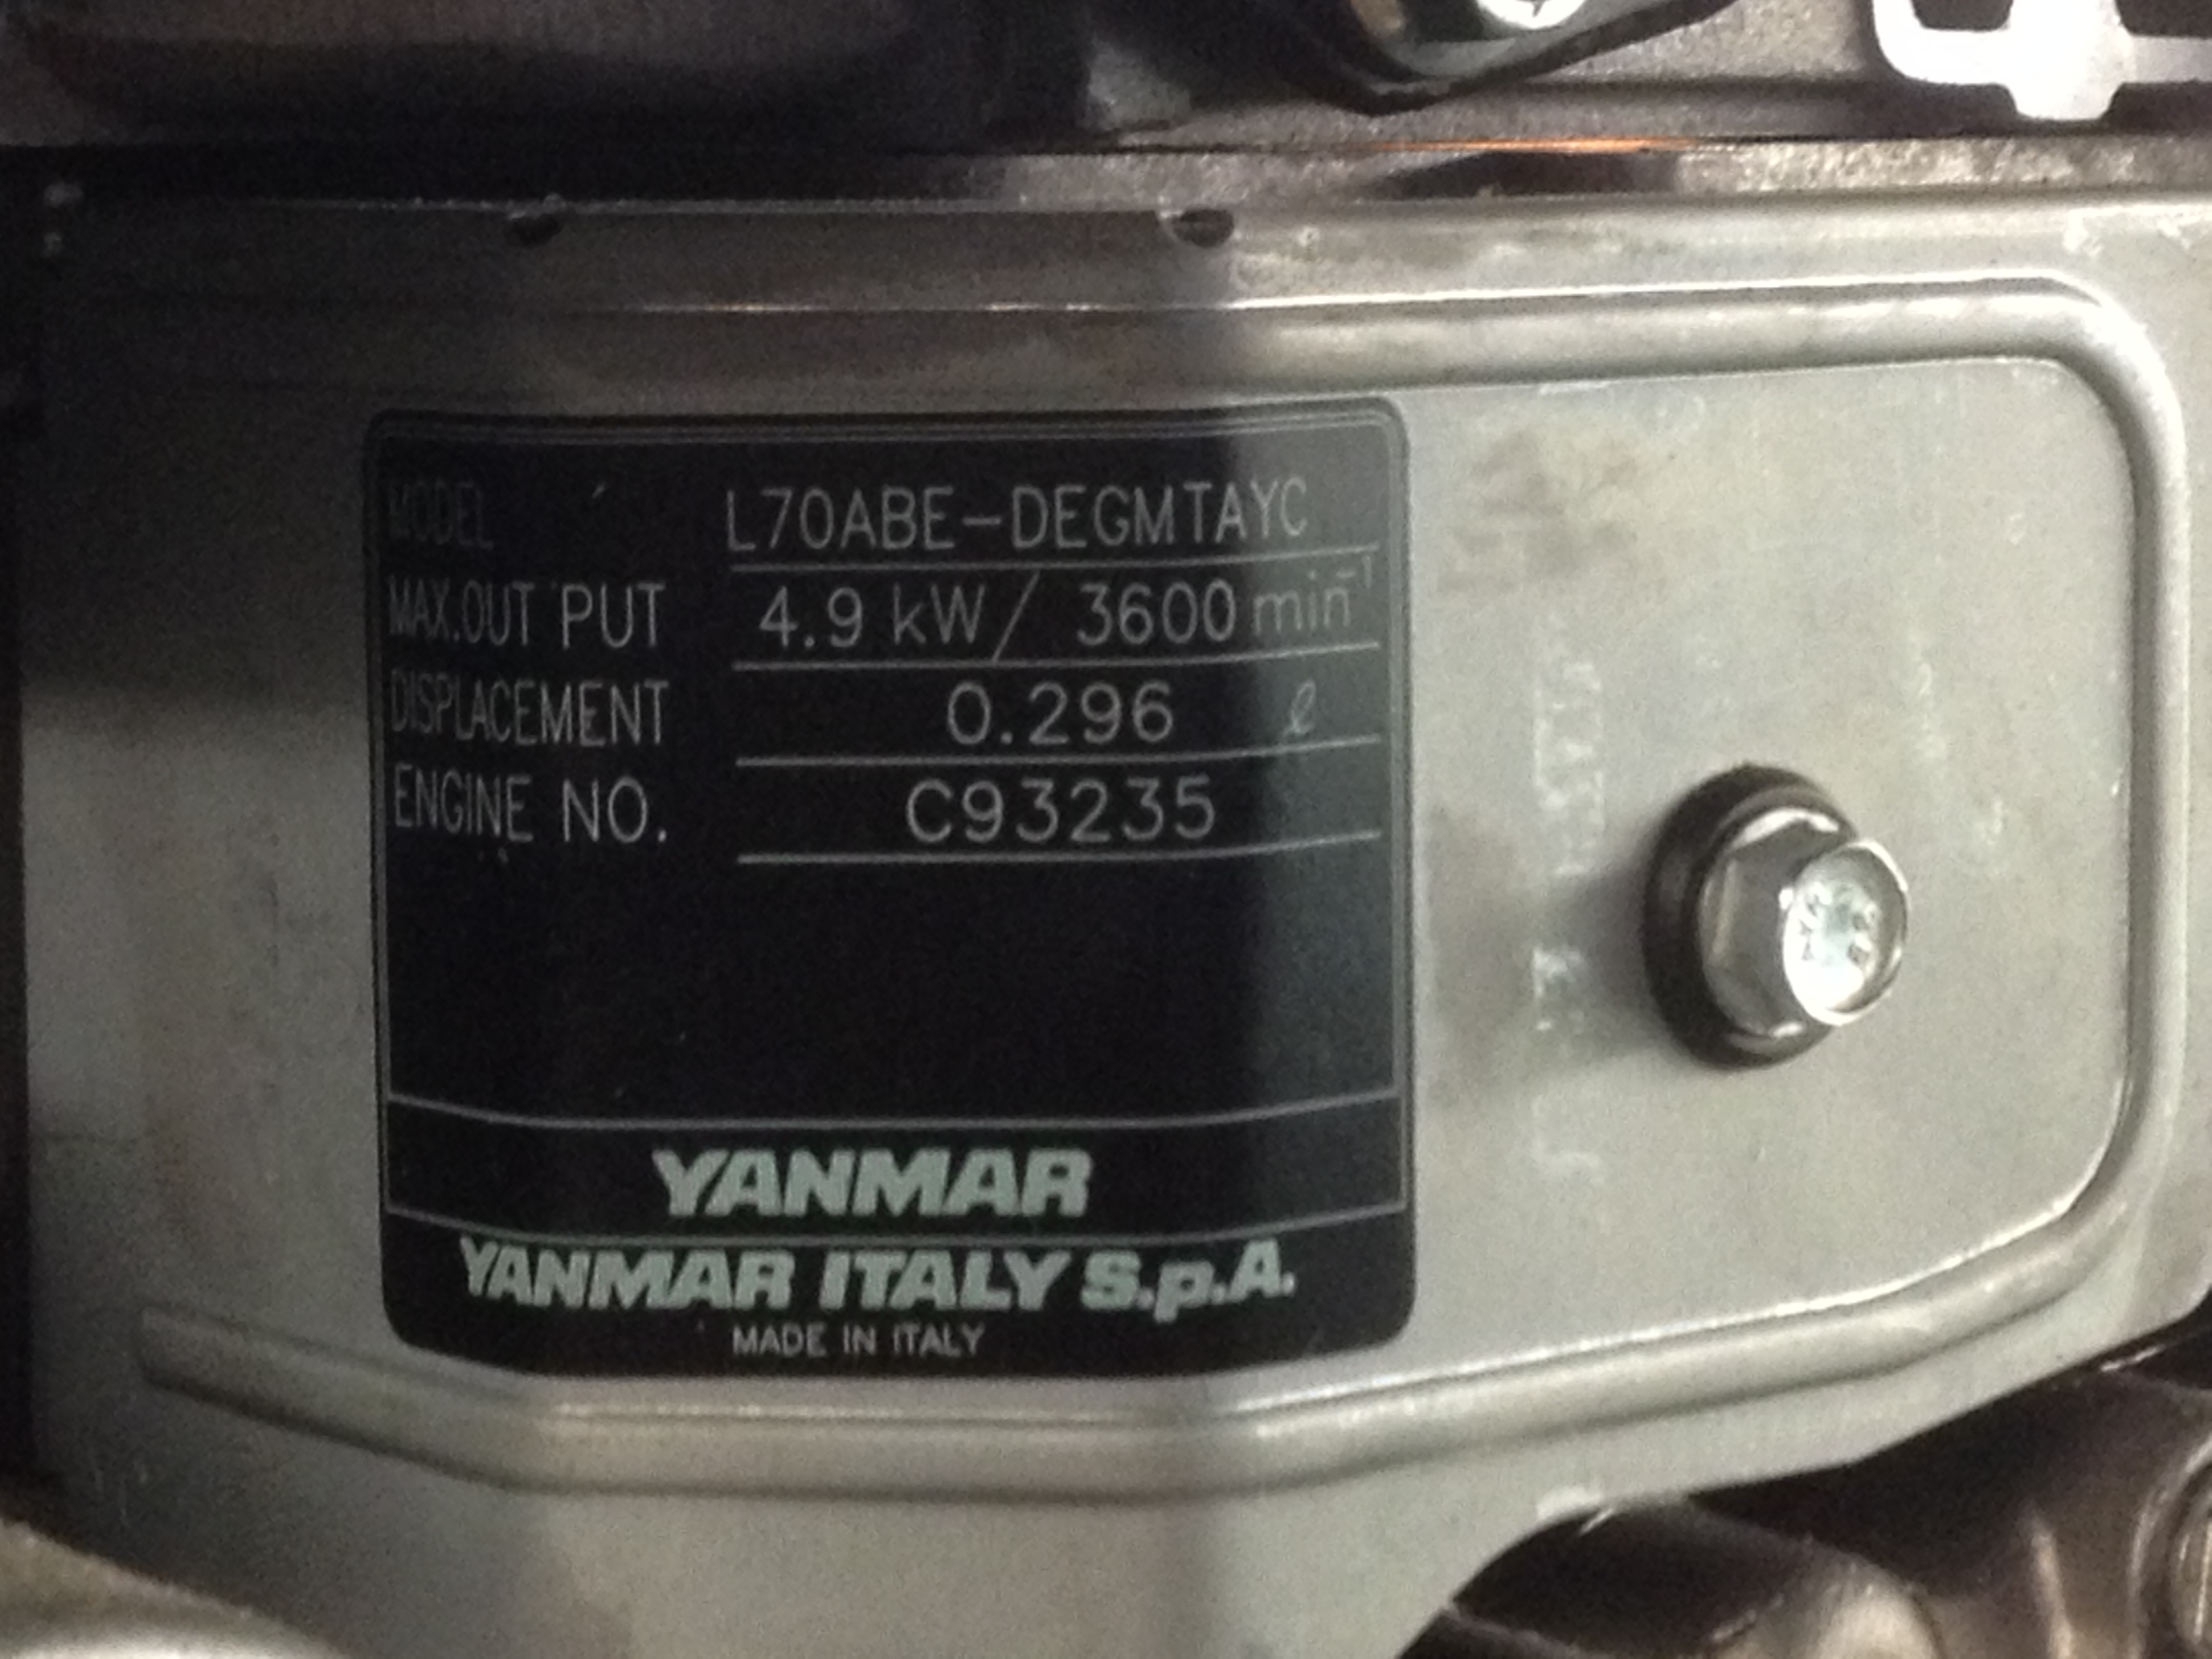 MODEL L70ABE-DEGMTAYC
MAX.OUT PUT 4.9 kW/ 3600 min⁻¹
DISPLACEMENT 0.296 ℓ
ENGINE NO. C93235
YANMAR
YANMAR ITALY S.p.A.
MADE IN ITALY